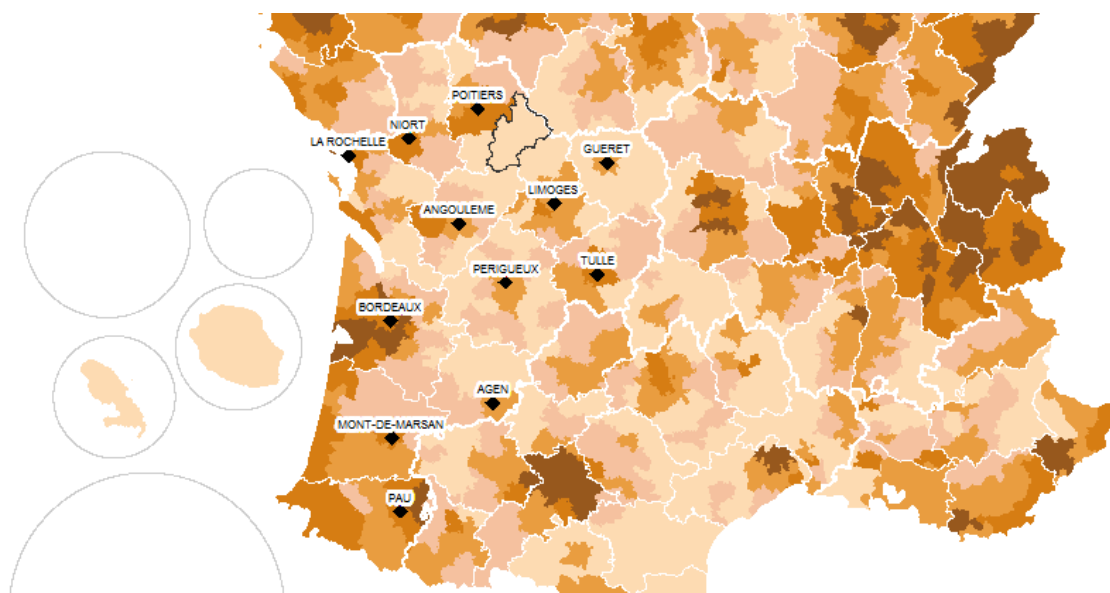 POITIERS
NIORT
LA ROCHELLE
GUERET
LIMOGES
ANGOULEME
TULLE
PERIGUEUX
BORDEAUX
AGEN
MONT-DE-MARSAN
PAU